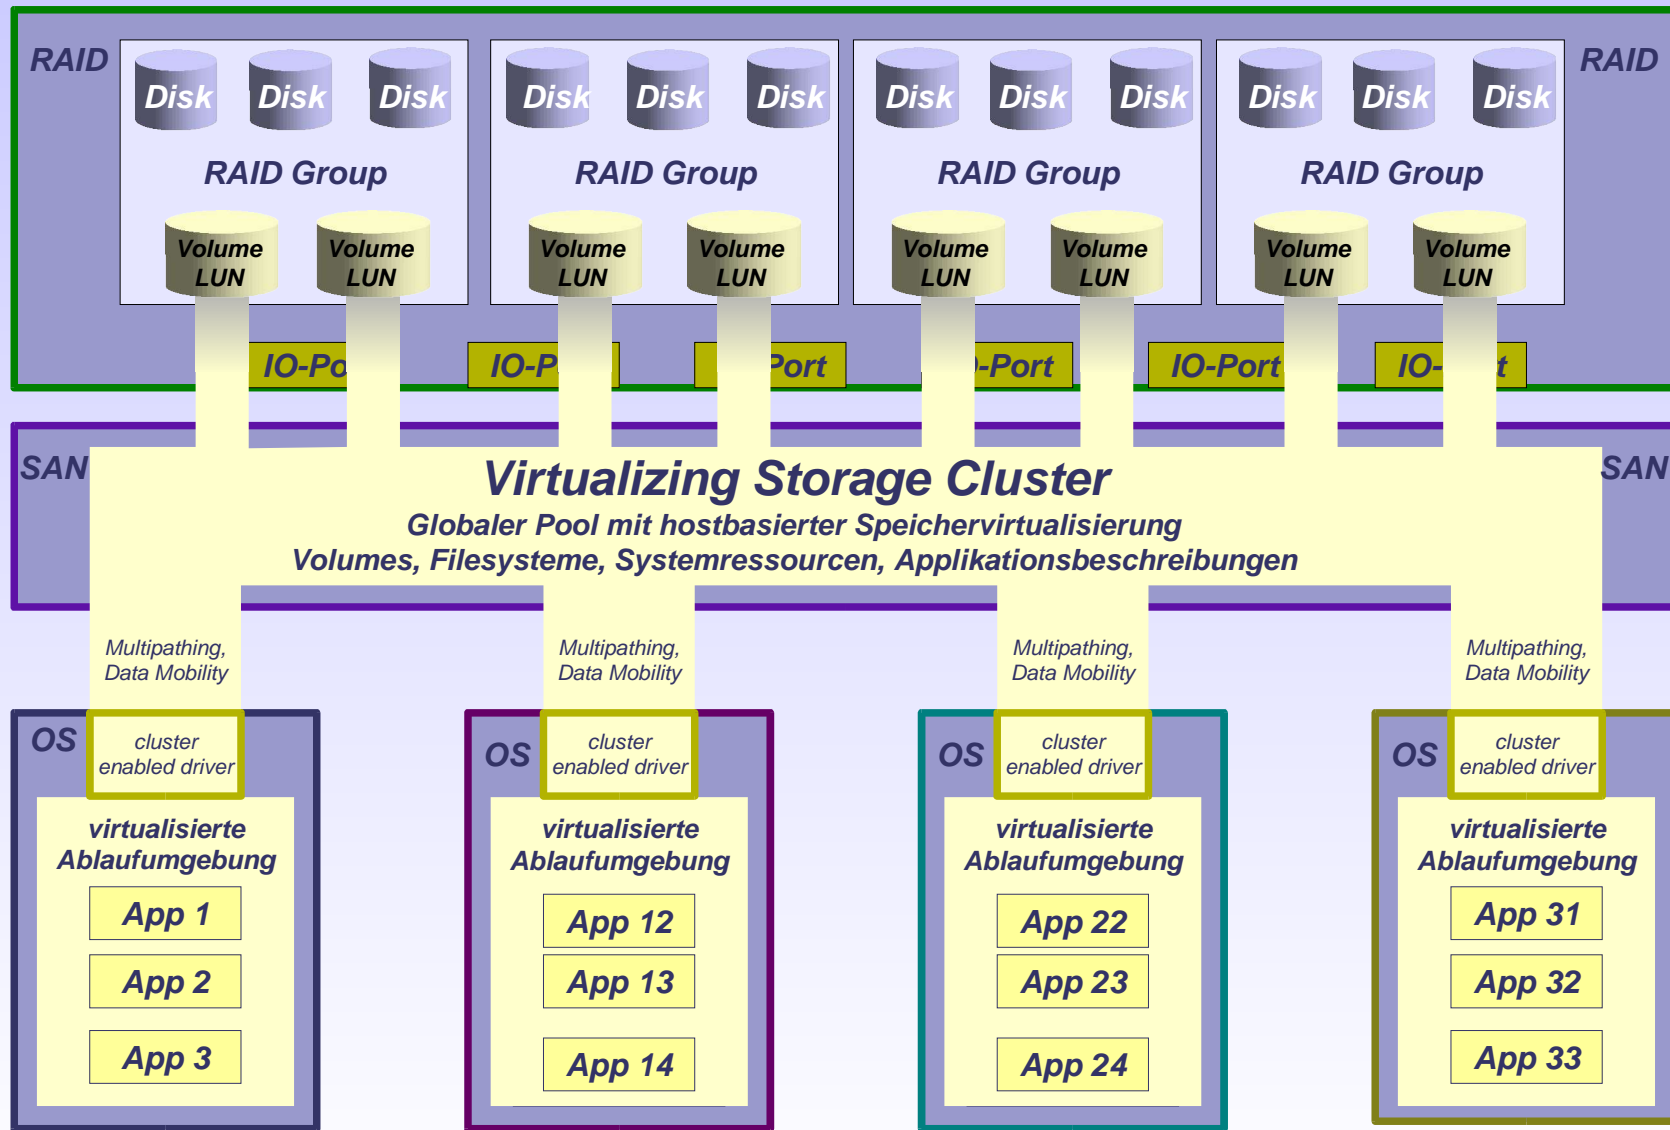 RAID
RAID
Disk Disk Disk
Disk Disk Disk
Disk Disk Disk
Disk Disk Disk
RAID Group
RAID Group
RAID Group
RAID Group
Volume
LUN
Volume
LUN
Volume
LUN
Volume
LUN
Volume
LUN
Volume
LUN
Volume
LUN
Volume
LUN
IO-Po
IO-P
Port
-Port
IO-Port
IO- t
SAN
SAN
Virtualizing Storage Cluster
Globaler Pool mit hostbasierter Speichervirtualisierung
Volumes, Filesysteme, Systemressourcen, Applikationsbeschreibungen
Multipathing,
Data Mobility
Multipathing,
Data Mobility
Multipathing,
Data Mobility
Multipathing,
Data Mobility
OS
cluster
enabled driver
virtualisierte
Ablaufumgebung
App 1
App 2
App 3
OS
cluster
enabled driver
virtualisierte
Ablaufumgebung
App 12
App 13
App 14
OS
cluster
enabled driver
virtualisierte
Ablaufumgebung
App 22
App 23
App 24
OS
cluster
enabled driver
virtualisierte
Ablaufumgebung
App 31
App 32
App 33